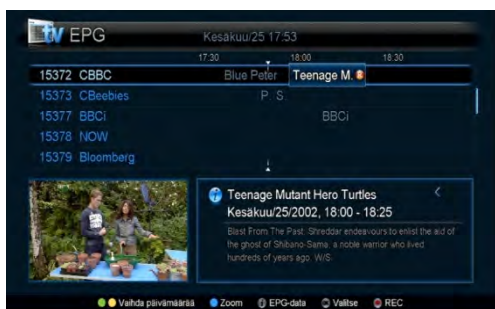 tv EPG
Kesäkuu/25 17:53
17:30 18:00 18:30
15372 CBBC Blue Peter Teenage M.
15373 CBeebies P. S.
15377 BBCi BBCi
15378 NOW
15379 Bloomberg
Teenage Mutant Hero Turtles
Kesäkuu/25/2002, 18:00 - 18:25
Blast From The Past: Shreddar endeavours to enlist the aid of
the ghost of Shibano-Sama, a noble warrior who lived
hundreds of years ago. W/S.
Vaihda päivämäärää Zoom EPG-data Valitse REC